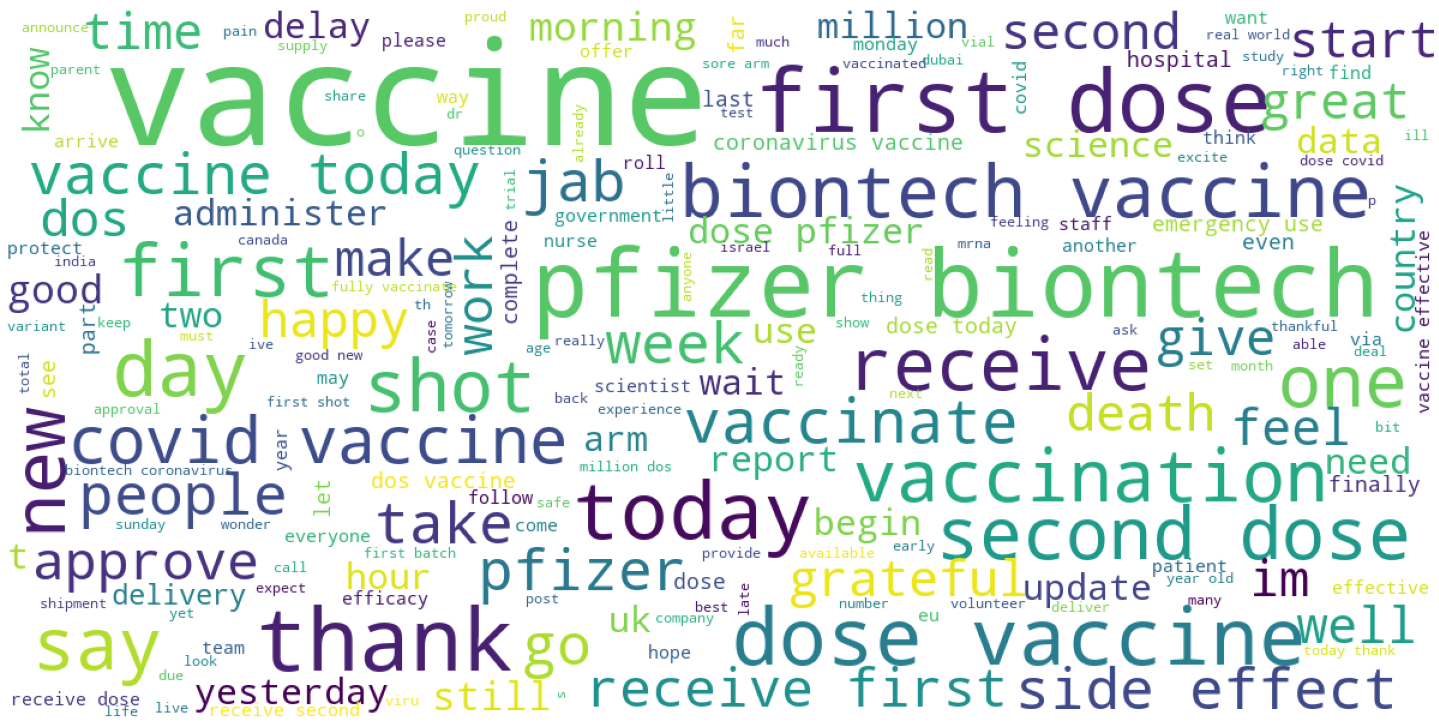 announce
time
pain
delay
supply
proud
please
morning
offer
far
much
million
monday
vial
second
want
real world
start
know
parent
vaccine
share
way
dr
o
sore arm
vaccinated
dubai
hospital
study
right
find
covid
last
test
first dose
great
arrive
question
already
coronavirus vaccine
science
think
excite
data
dose covid
ill
vaccine today
trial
jab
roll
little
biontech vaccine
p
dos
administer
government
dose pfizer
feeling
staff
emergency use
country
protect
india
canada
first
make
work
complete
nurse
israel
full
mrna
another
even
read
anyone
pfizer biontech
thing
vaccine effective
good
fully vaccinate
th
tomorrow
case
variant
keep
part
two
happy
must
ive
good new
week
use
show
dose today
ask
give
thankful
able
via
deal
total
see
day
age
really
ready
receive
set
month
one
approval
may
first shot
shot
scientist
back
experience
wait
next
new
covid vaccine
year
arm
vaccinate
death
feel
bit
biontech coronavirus
million dos
report
vaccination
need
finally
people
let
dos vaccine
follow
safe
today
begin
second dose
sunday
wonder
take
come
everyone
first batch
t
approve
call
expect
hour
efficacy
pfizer
dose
provide
available
early
grateful
update
patient
year old
many
im
effective
shipment
delivery
yet
post
best
late
number
volunteer
deliver
say
team
look
due
thank
go
uk
company
hope
eu
dose vaccine
well
today thank
receive dose
life
live
yesterday
receive second
viru
still
s
receive first
side effect